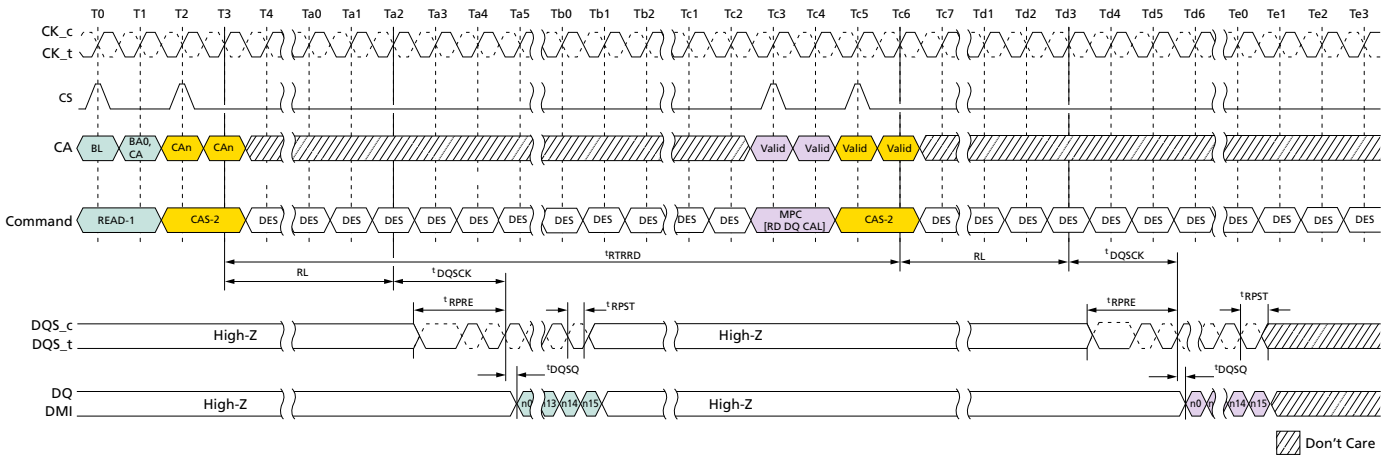 T0 T1 T2 T3 T4 Ta0 Ta1 Ta2 Ta3 Ta4 Ta5 Tb0 Tb1 Tb2 Tc1 Tc2 Tc3 Tc4 Tc5 Tc6 Tc7 Td1 Td2 Td3 Td4 Td5 Td6 Te0 Te1 Te2 Te3
CK_c
CK_t
CS
CA BL BA0, CA CAn CAn Valid Valid Valid Valid
Command READ-1 CAS-2 DES DES DES DES DES DES DES DES DES DES DES DES MPC [RD DQ CAL] CAS-2 DES DES DES DES DES DES DES DES DES DES DES
tRTRRD
RL tDQSCK RL tDQSCK
tRPRE tRPST tRPRE tRPST
DQS_c
DQS_t
High-Z High-Z
tDQSQ tDQSQ
DQ
DMI
High-Z n0 n13 n14 n15 High-Z n0 n n14 n15
Don't Care